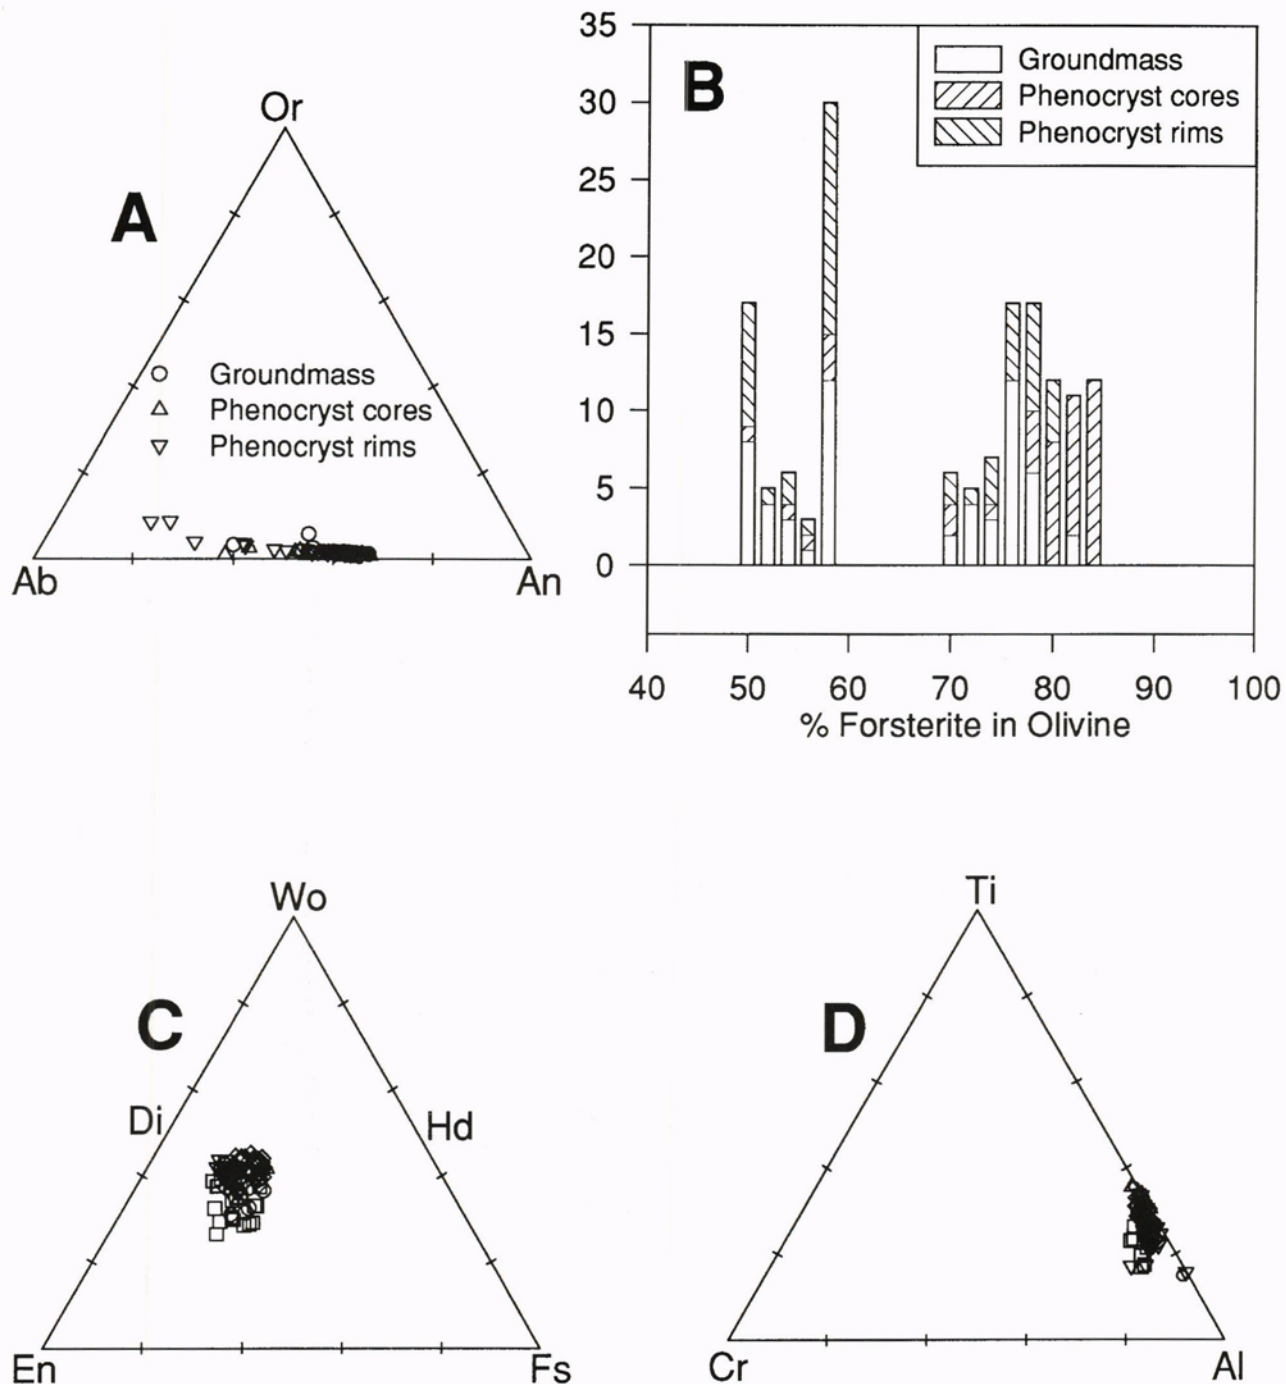 A
Or
Groundmass
Phenocryst cores
Phenocryst rims
Ab
An
B
35
30
25
20
15
10
5
0
Groundmass
Phenocryst cores
Phenocryst rims
40 50 60 70 80 90 100
% Forsterite in Olivine
C
Wo
Di
Hd
En
Fs
D
Ti
Cr
Al